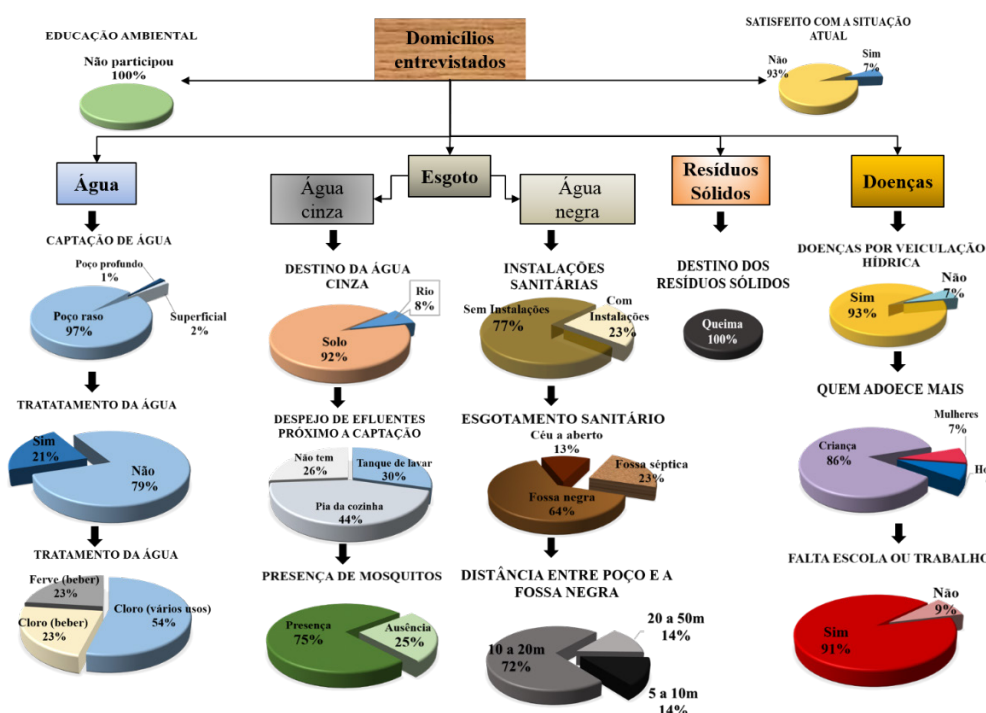 EDUCAÇÃO AMBIENTAL
Não participou
100%
Domicílios
entrevistados
SATISFEITO COM A SITUAÇÃO
ATUAL
Não
93%
Sim
7%
Água
CAPTAÇÃO DE ÁGUA
Poço profundo
1%
Poço raso
97%
Superficial
2%
TRATATAMENTO DA ÁGUA
Sim
21%
Não
79%
TRATAMENTO DA ÁGUA
Ferve (beber)
23%
Cloro (vários usos)
54%
Cloro (beber)
23%
Esgoto
Água
cinza
DESTINO DA ÁGUA
CINZA
Rio
8%
Solo
92%
DESPEJO DE EFLUENTES
PRÓXIMO A CAPTAÇÃO
Não tem
26%
Tanque de lavar
30%
Pia da cozinha
44%
PRESENÇA DE MOSQUITOS
Presença
75%
Ausência
25%
Água
negra
INSTALAÇÕES
SANITÁRIAS
Sem Instalações
77%
Com
Instalações
23%
ESGOTAMENTO SANITÁRIO
Céu a aberto
13%
Fossa séptica
23%
Fossa negra
64%
DISTÂNCIA ENTRE POÇO E A
FOSSA NEGRA
10 a 20m
72%
20 a 50m
14%
5 a 10m
14%
Resíduos
Sólidos
DESTINO DOS
RESÍDUOS SÓLIDOS
Queima
100%
Doenças
DOENÇAS POR VEICULAÇÃO
HÍDRICA
Sim
93%
Não
7%
QUEM ADOECE MAIS
Criança
86%
Mulheres
7%
FALTA ESCOLA OU TRABALHO
Não
9%
Sim
91%